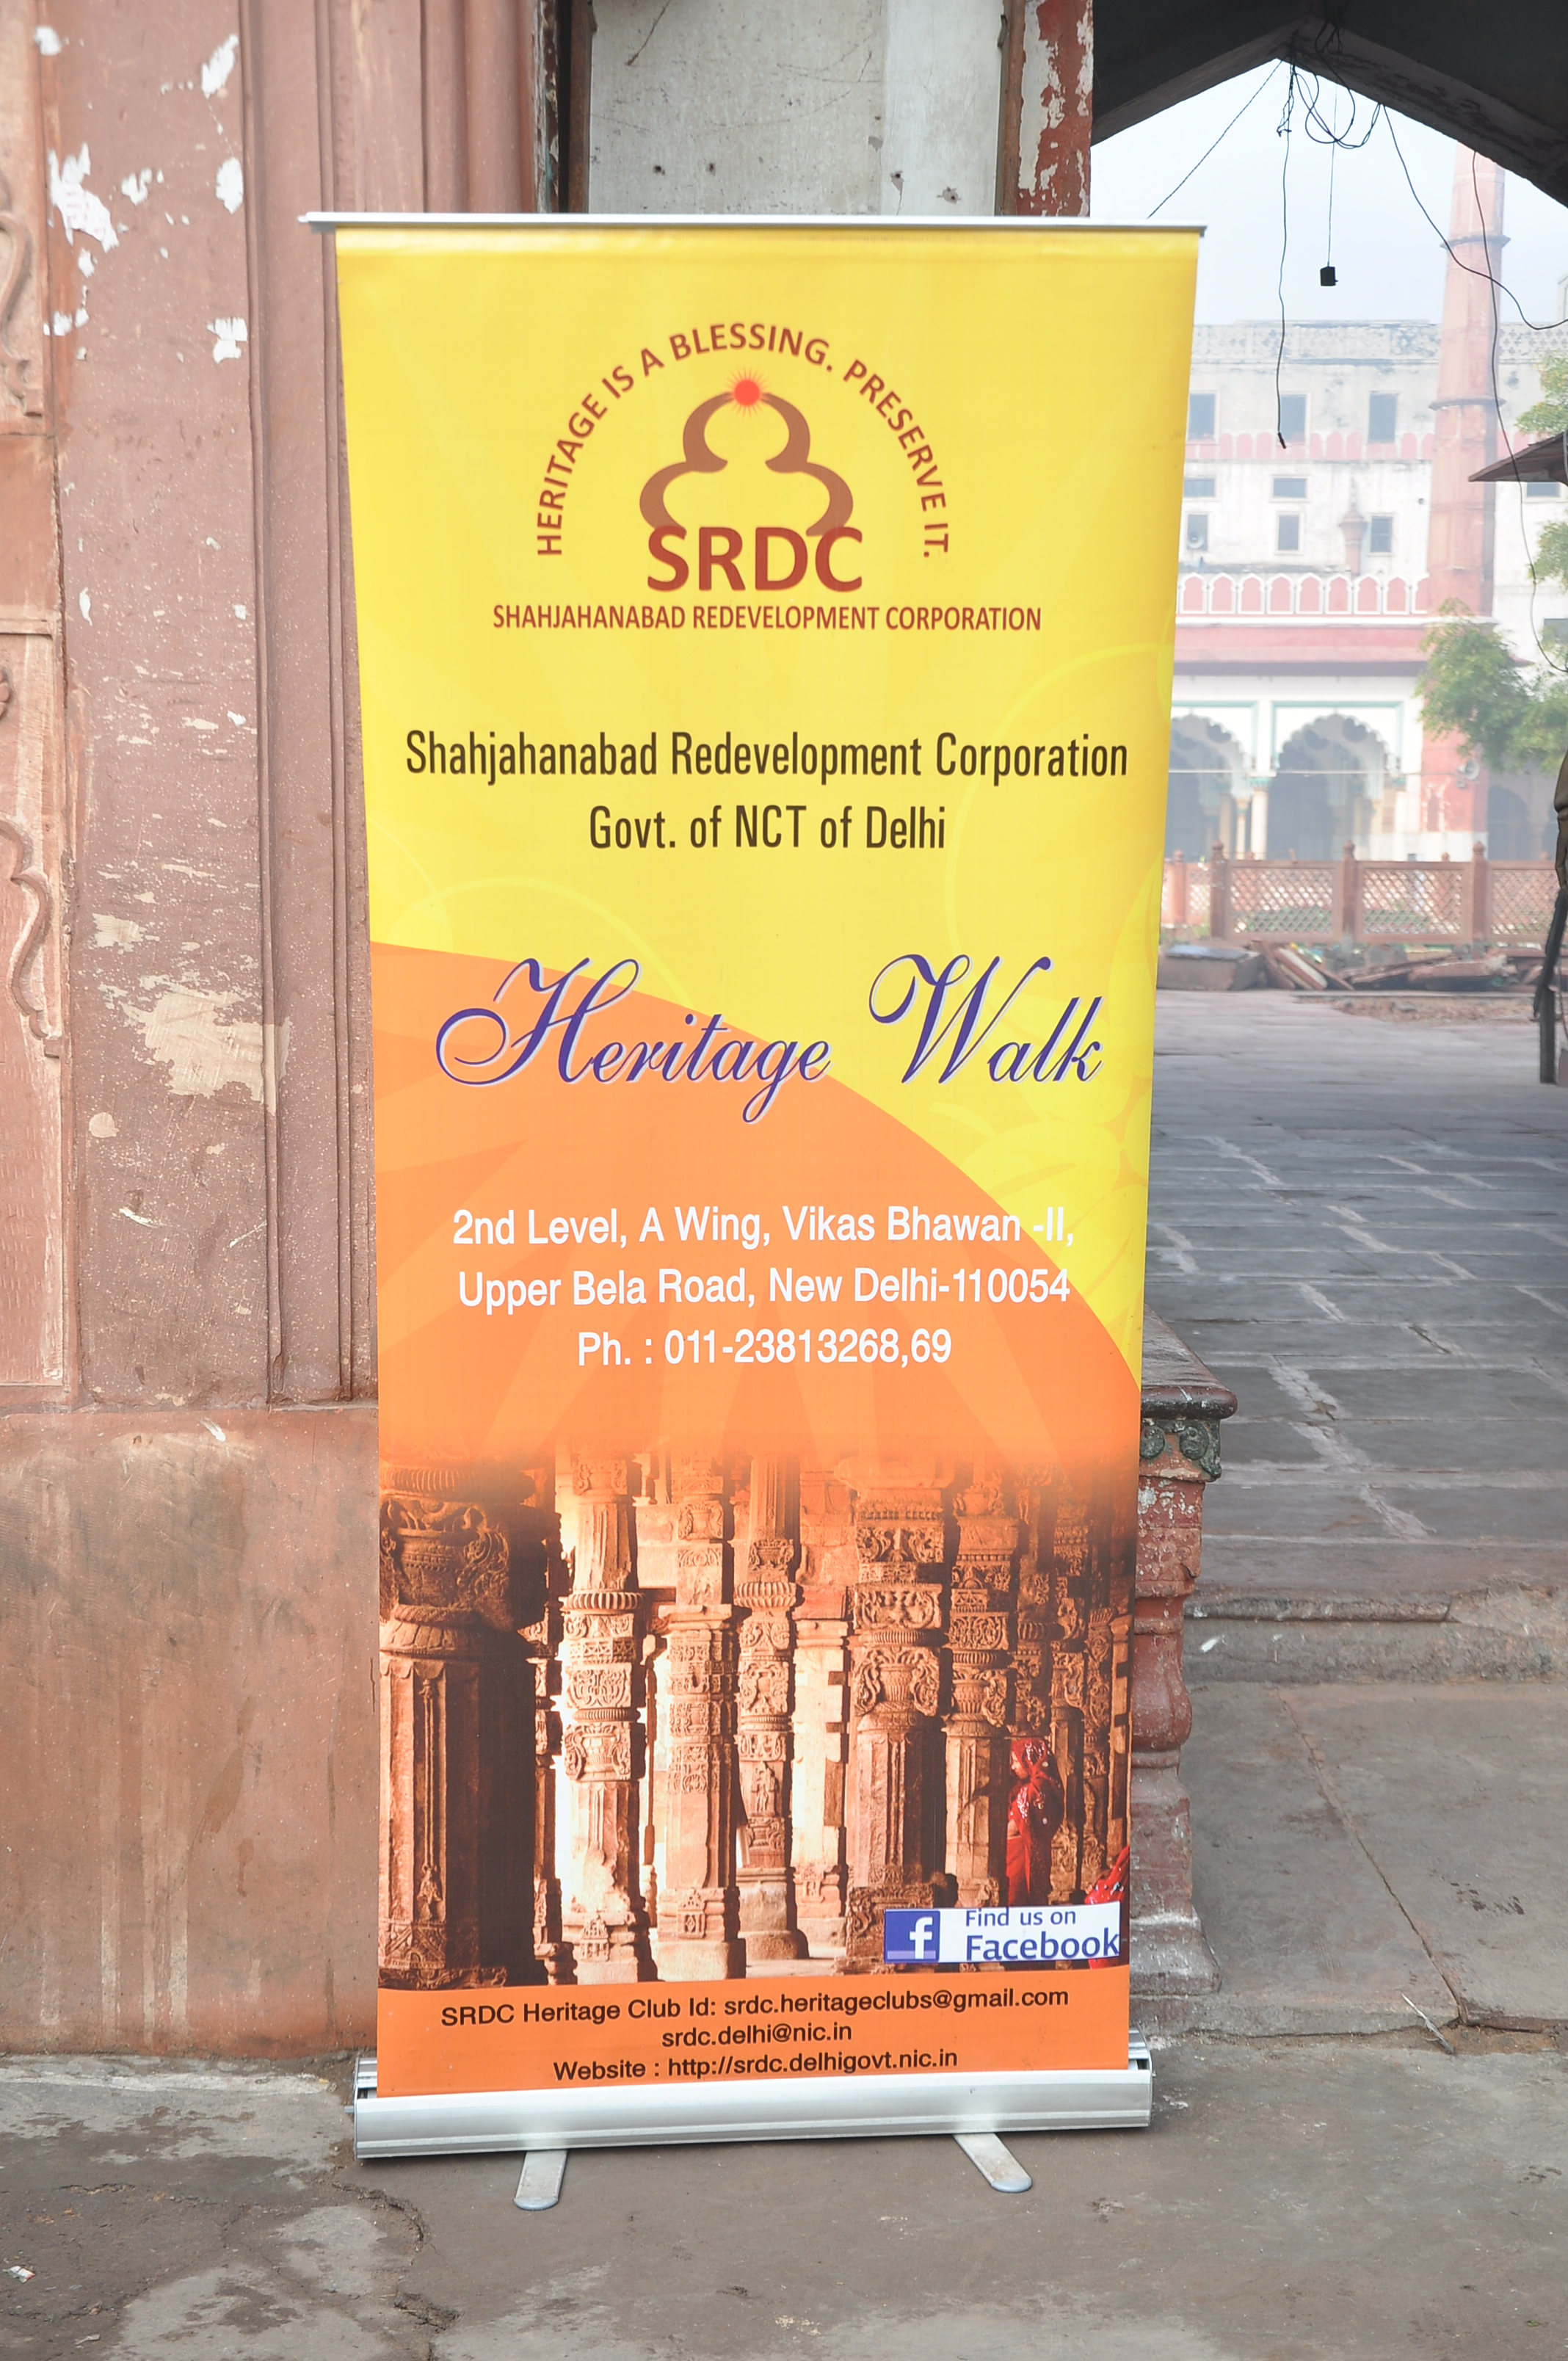 HERITAGE IS A BLESSING. PRESERVE IT.
SRDC
SHAHJAHANABAD REDEVELOPMENT CORPORATION
Shahjahanabad Redevelopment Corporation
Govt. of NCT of Delhi
Heritage Walk
2nd Level, A Wing, Vikas Bhawan -II,
Upper Bela Road, New Delhi-110054
Ph. : 011-23813268,69
f
Find us on
Facebook
SRDC Heritage Club Id: srdc.heritageclubs@gmail.com
srdc.delhi@nic.in
Website : http://srdc.delhigovt.nic.in